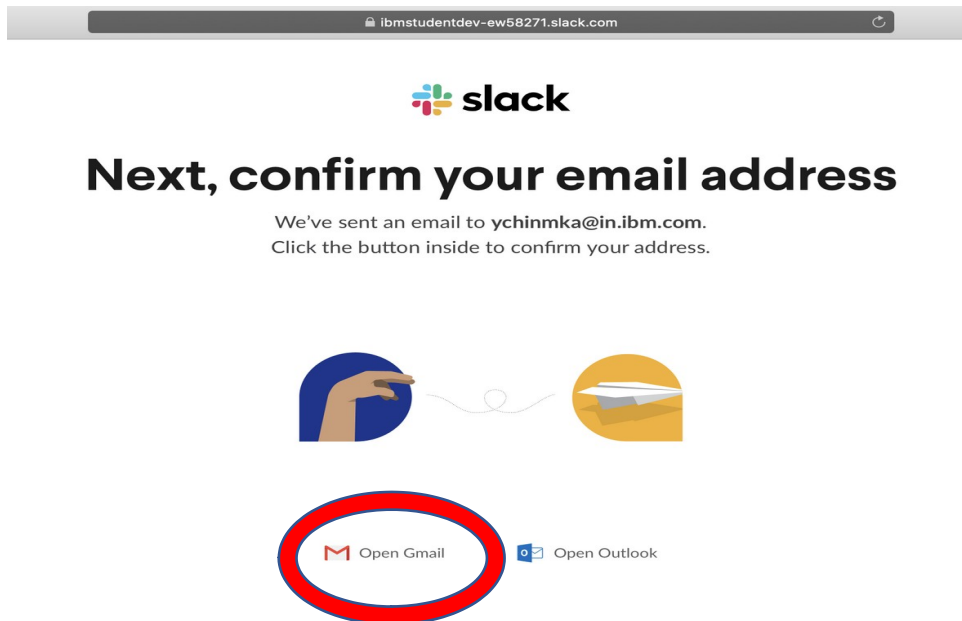 ibmstudentdev-ew58271.slack.com
slack
Next, confirm your email address
We've sent an email to ychinmka@in.ibm.com.
Click the button inside to confirm your address.
Open Gmail
Open Outlook